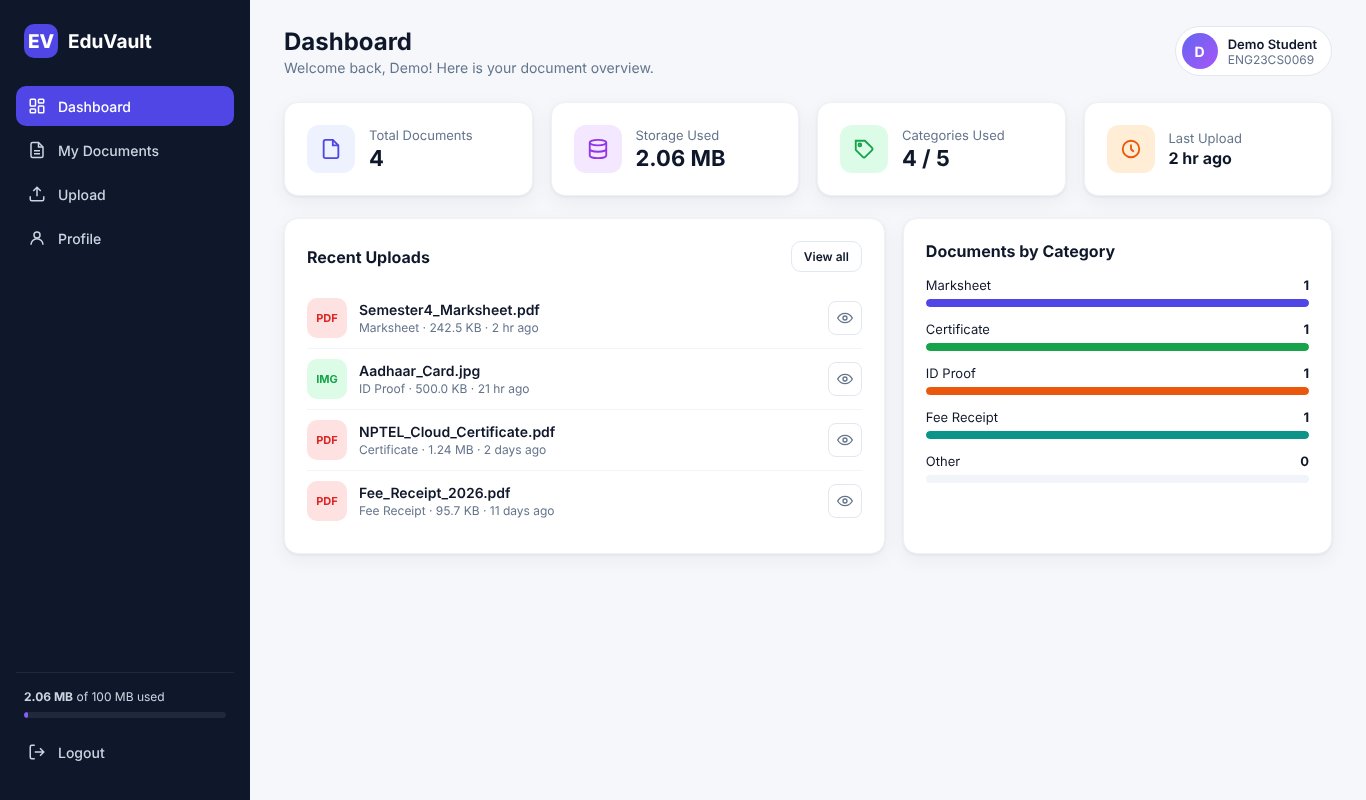 EV EduVault
Dashboard
My Documents
Upload
Profile
2.06 MB of 100 MB used
Logout
Dashboard
Welcome back, Demo! Here is your document overview.
D
Demo Student
ENG23CS0069
Total Documents
4
Storage Used
2.06 MB
Categories Used
4 / 5
Last Upload
2 hr ago
Recent Uploads
View all
PDF
Semester4_Marksheet.pdf
Marksheet · 242.5 KB · 2 hr ago
IMG
Aadhaar_Card.jpg
ID Proof · 500.0 KB · 21 hr ago
PDF
NPTEL_Cloud_Certificate.pdf
Certificate · 1.24 MB · 2 days ago
PDF
Fee_Receipt_2026.pdf
Fee Receipt · 95.7 KB · 11 days ago
Documents by Category
Marksheet 1
Certificate 1
ID Proof 1
Fee Receipt 1
Other 0